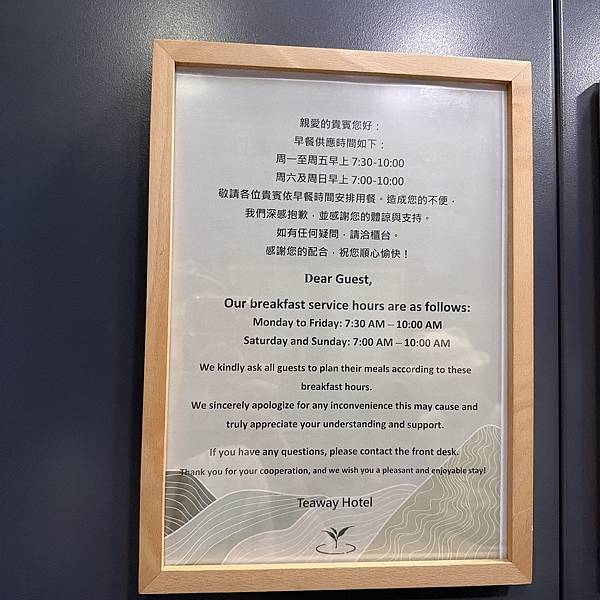 親愛的貴賓您好：
早餐供應時間如下：
周一至周五早上 7:30-10:00
周六及周日早上 7:00-10:00
敬請各位貴賓依早餐時間安排用餐。造成您的不便，
我們深感抱歉，並感謝您的體諒與支持。
如有任何疑問，請洽櫃台。
感謝您的配合，祝您順心愉快！
Dear Guest,
Our breakfast service hours are as follows:
Monday to Friday: 7:30 AM – 10:00 AM
Saturday and Sunday: 7:00 AM – 10:00 AM
We kindly ask all guests to plan their meals according to these
breakfast hours.
We sincerely apologize for any inconvenience this may cause and
truly appreciate your understanding and support.
If you have any questions, please contact the front desk.
Thank you for your cooperation, and we wish you a pleasant and enjoyable stay!
Teaway Hotel